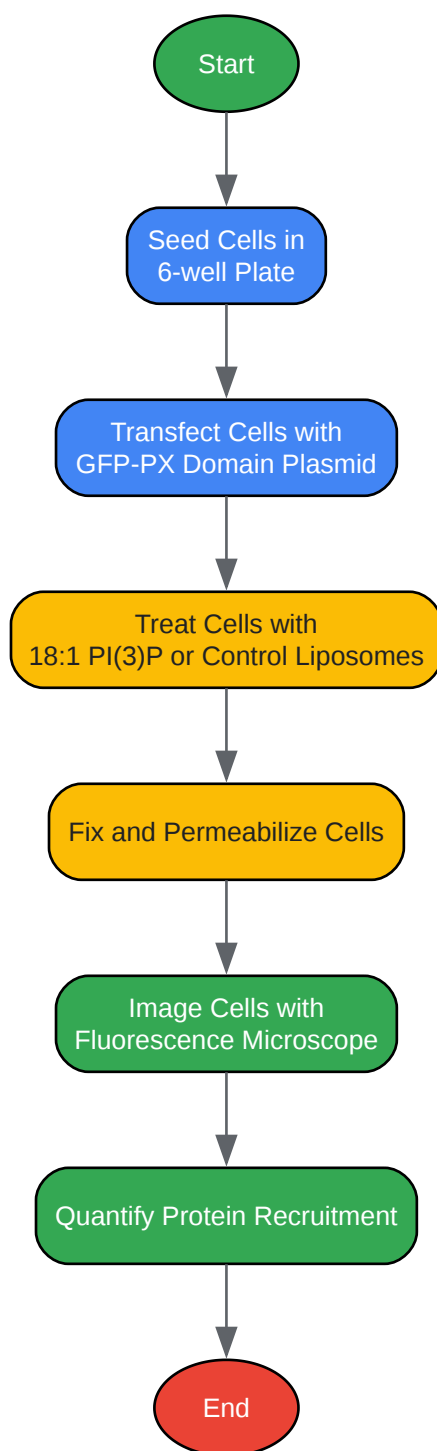 Start
Seed Cells in
6-well Plate
Transfect Cells with
GFP-PX Domain Plasmid
Treat Cells with
18:1 PI(3)P or Control Liposomes
Fix and Permeabilize Cells
Image Cells with
Fluorescence Microscope
Quantify Protein Recruitment
End